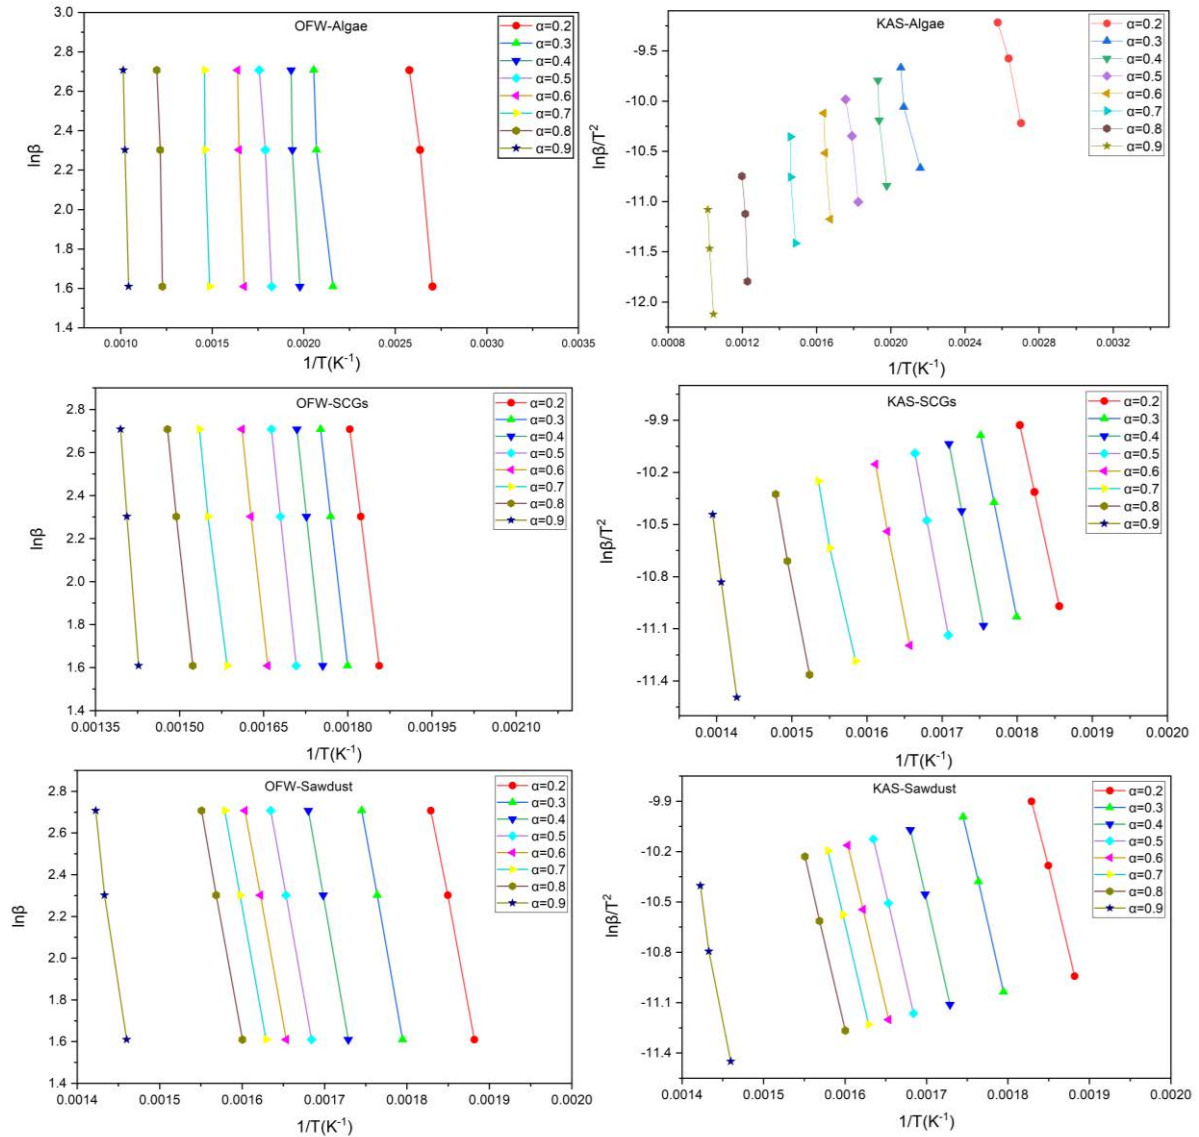 OFW-Algae
3.0
2.8
2.6
2.4
2.2
2.0
1.8
1.6
1.4
lnβ
0.0010 0.0015 0.0020 0.0025 0.0030 0.0035
1/T(K⁻¹)
α=0.2
α=0.3
α=0.4
α=0.5
α=0.6
α=0.7
α=0.8
α=0.9
KAS-Algae
-9.5
-10.0
-10.5
-11.0
-11.5
-12.0
lnβ/T²
0.0008 0.0012 0.0016 0.0020 0.0024 0.0028 0.0032
1/T(K⁻¹)
α=0.2
α=0.3
α=0.4
α=0.5
α=0.6
α=0.7
α=0.8
α=0.9
OFW-SCGs
2.8
2.6
2.4
2.2
2.0
1.8
1.6
1.4
lnβ
0.00135 0.00150 0.00165 0.00180 0.00195 0.00210
1/T(K⁻¹)
α=0.2
α=0.3
α=0.4
α=0.5
α=0.6
α=0.7
α=0.8
α=0.9
KAS-SCGs
-9.9
-10.2
-10.5
-10.8
-11.1
-11.4
lnβ/T²
0.0014 0.0015 0.0016 0.0017 0.0018 0.0019 0.0020
1/T(K⁻¹)
α=0.2
α=0.3
α=0.4
α=0.5
α=0.6
α=0.7
α=0.8
α=0.9
OFW-Sawdust
2.8
2.6
2.4
2.2
2.0
1.8
1.6
1.4
lnβ
0.0014 0.0015 0.0016 0.0017 0.0018 0.0019 0.0020
1/T(K⁻¹)
α=0.2
α=0.3
α=0.4
α=0.5
α=0.6
α=0.7
α=0.8
α=0.9
KAS-Sawdust
-9.9
-10.2
-10.5
-10.8
-11.1
-11.4
lnβ/T²
0.0014 0.0015 0.0016 0.0017 0.0018 0.0019 0.0020
1/T(K⁻¹)
α=0.2
α=0.3
α=0.4
α=0.5
α=0.6
α=0.7
α=0.8
α=0.9